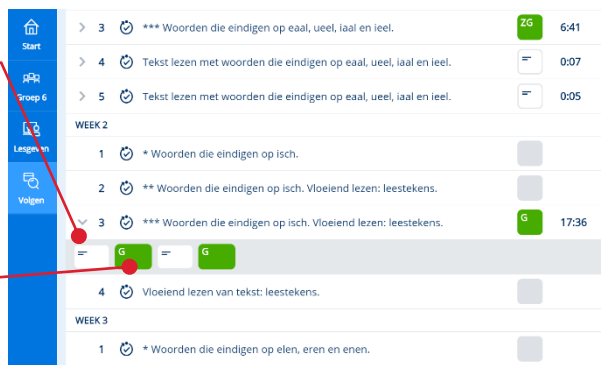 Start
Groep 6
Lesgeven
Volgen
3 *** Woorden die eindigen op eaal, ueel, iaal en ieel. ZG 6:41
4 Tekst lezen met woorden die eindigen op eaal, ueel, iaal en ieel. 0:07
5 Tekst lezen met woorden die eindigen op eaal, ueel, iaal en ieel. 0:05
WEEK 2
1 * Woorden die eindigen op isch.
2 ** Woorden die eindigen op isch. Vloeiend lezen: leestekens.
3 *** Woorden die eindigen op isch. Vloeiend lezen: leestekens. G 17:36
G G
4 Vloeiend lezen van tekst: leestekens.
WEEK 3
1 * Woorden die eindigen op elen, eren en enen.